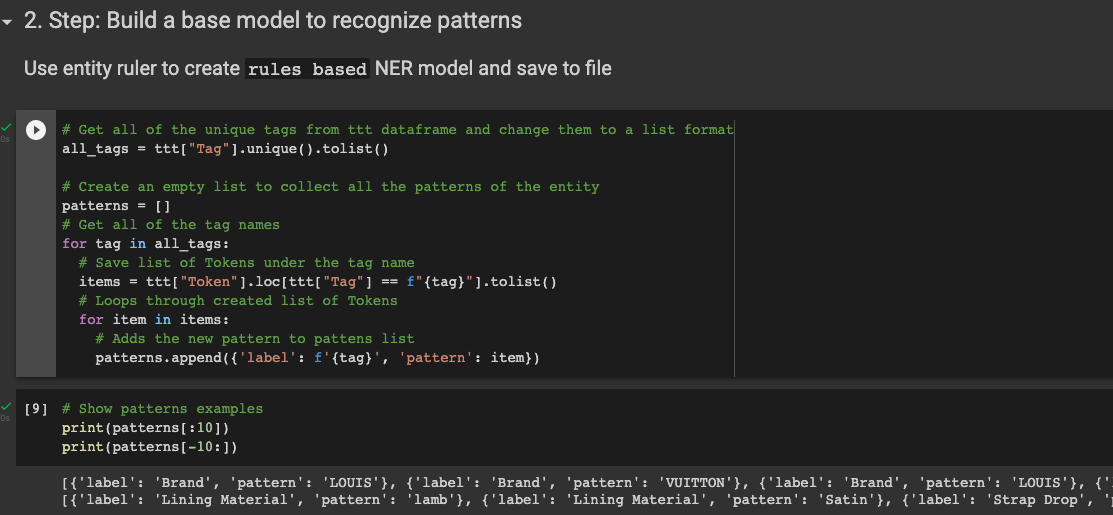 2. Step: Build a base model to recognize patterns
Use entity ruler to create rules based NER model and save to file
0s
# Get all of the unique tags from ttt dataframe and change them to a list format
all_tags = ttt["Tag"].unique().tolist()
# Create an empty list to collect all the patterns of the entity
patterns = []
# Get all of the tag names
for tag in all_tags:
# Save list of Tokens under the tag name
items = ttt["Token"].loc[ttt["Tag"] == f"{tag}"].tolist()
# Loops through created list of Tokens
for item in items:
# Adds the new pattern to pattens list
patterns.append({'label': f'{tag}', 'pattern': item})
0s
[9] # Show patterns examples
print(patterns[:10])
print(patterns[-10:])
[{'label': 'Brand', 'pattern': 'LOUIS'}, {'label': 'Brand', 'pattern': 'VUITTON'}, {'label': 'Brand', 'pattern': 'LOUIS'}, {'
[{'label': 'Lining Material', 'pattern': 'lamb'}, {'label': 'Lining Material', 'pattern': 'Satin'}, {'label': 'Strap Drop', '